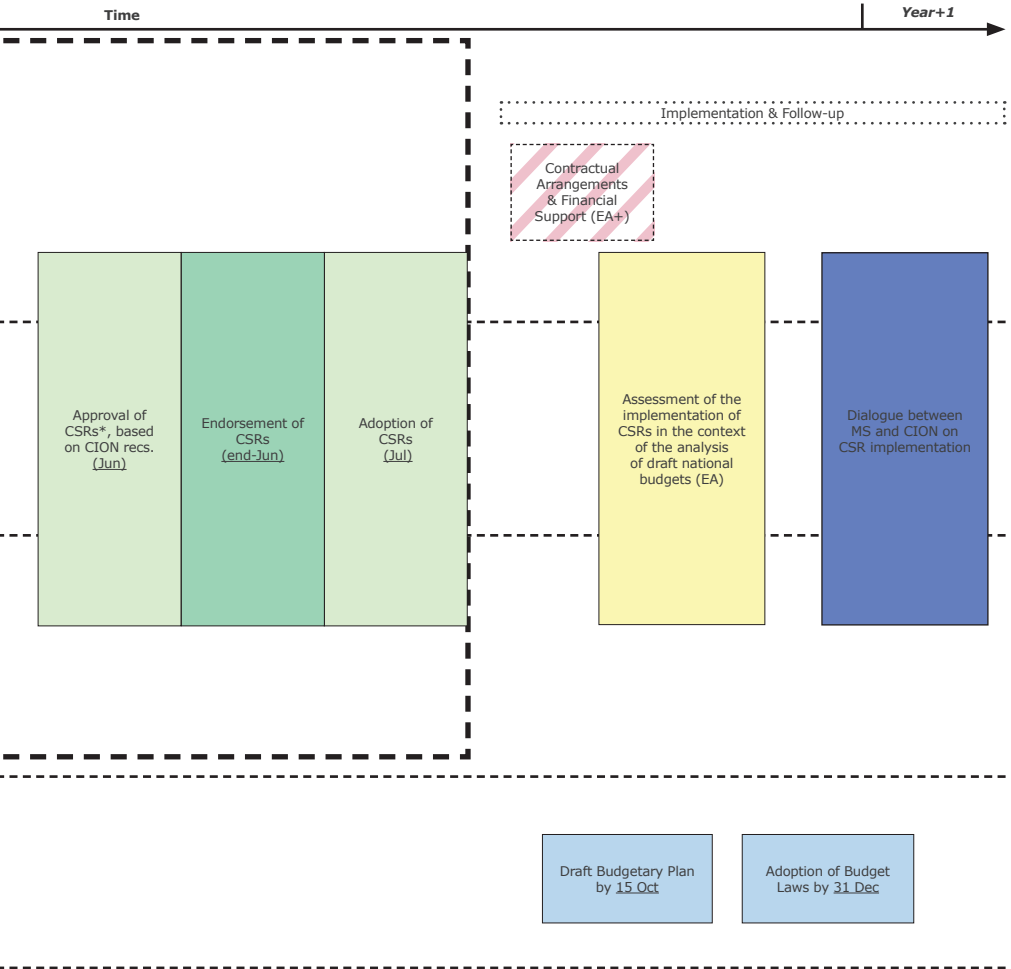 Time
Year+1
Implementation & Follow-up
Contractual
Arrangements
& Financial
Support (EA+)
Approval of
CSRs*, based
on CION recs.
(Jun)
Endorsement of
CSRs
(end-Jun)
Adoption of
CSRs
(Jul)
Assessment of the
implementation of
CSRs in the context
of the analysis
of draft national
budgets (EA)
Dialogue between
MS and CION on
CSR implementation
Draft Budgetary Plan
by 15 Oct
Adoption of Budget
Laws by 31 Dec